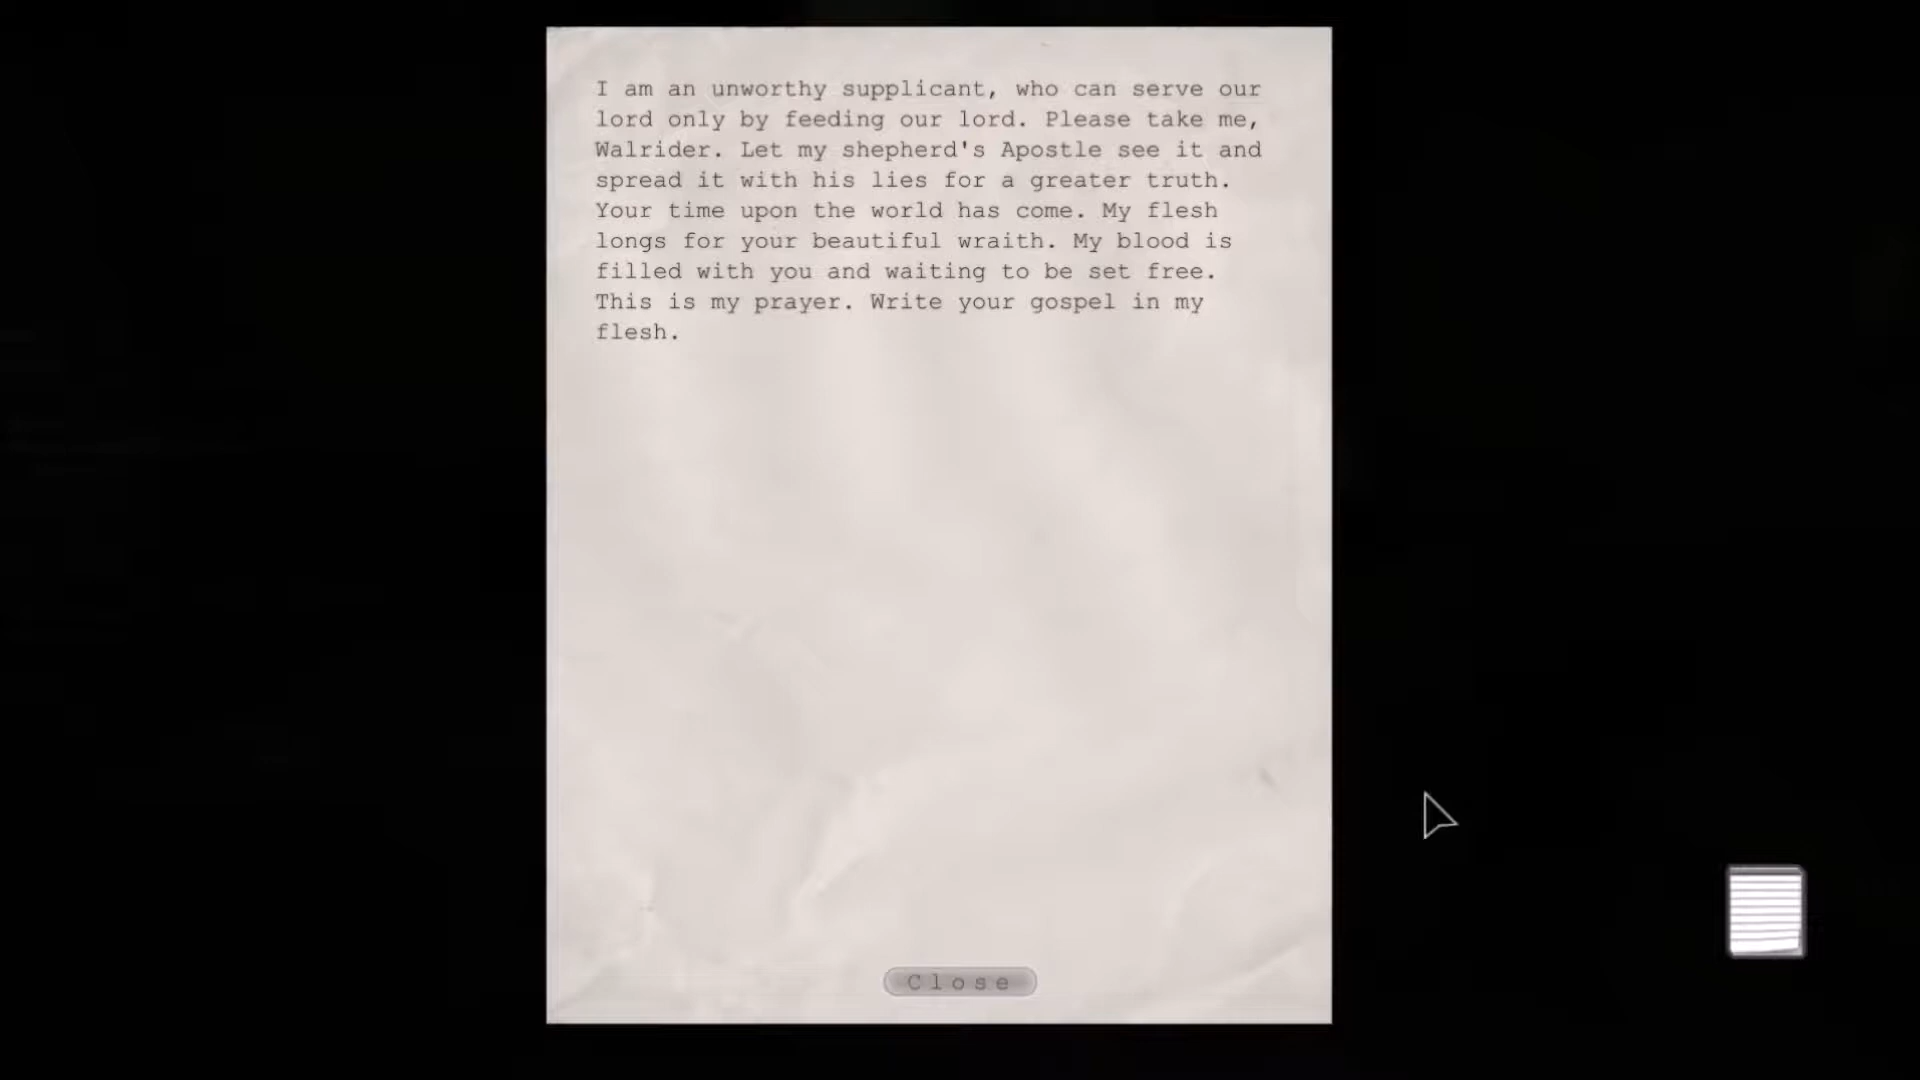 I am an unworthy supplicant, who can serve our
lord only by feeding our lord. Please take me,
Walrider. Let my shepherd's Apostle see it and
spread it with his lies for a greater truth.
Your time upon the world has come. My flesh
longs for your beautiful wraith. My blood is
filled with you and waiting to be set free.
This is my prayer. Write your gospel in my
flesh.
Close